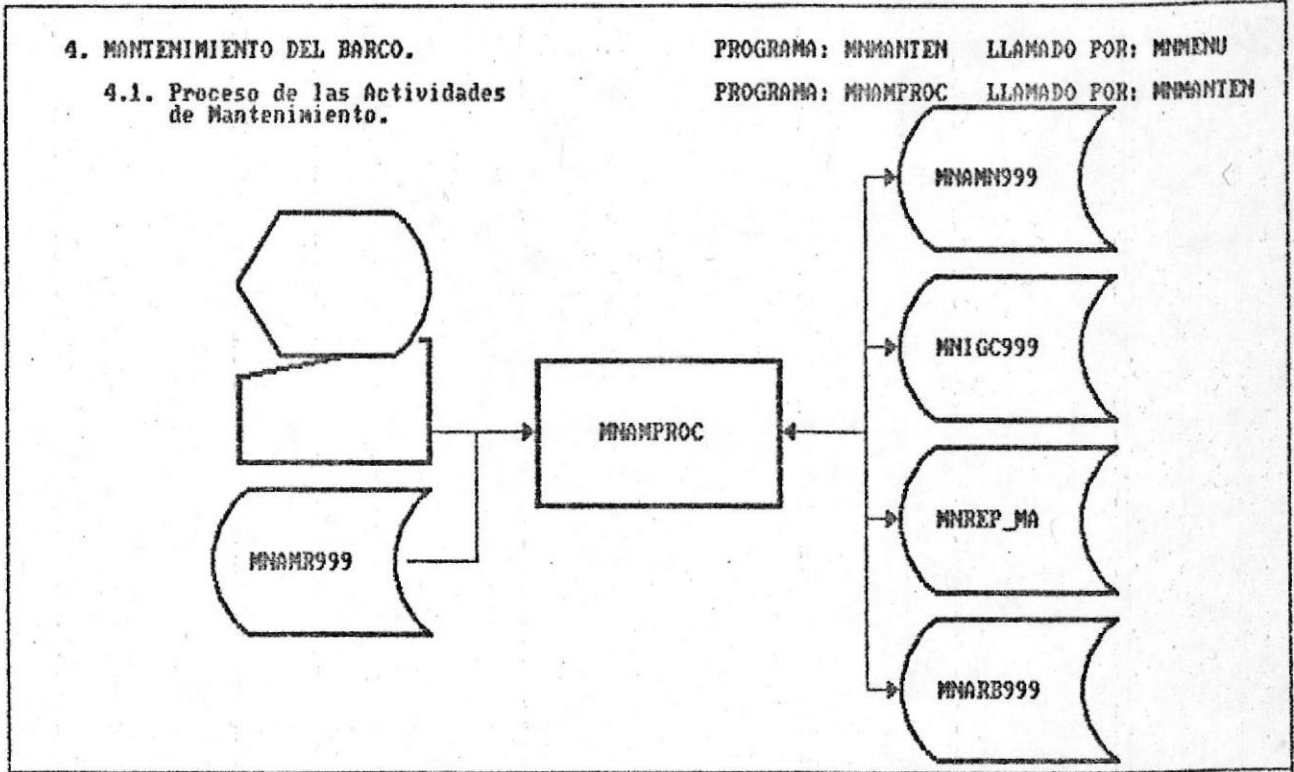 4. MANTENIMIENTO DEL BARCO. PROGRAMA: MNMANTEN LLAMADO POR: MNMENU
4.1. Proceso de las Actividades PROGRAMA: MNAMPROC LLAMADO POR: MNMANTEN
de Mantenimiento.
MNAMN999
MNIGC999
MNAMPROC
MNREP_MA
MNAMR999
MNARB999